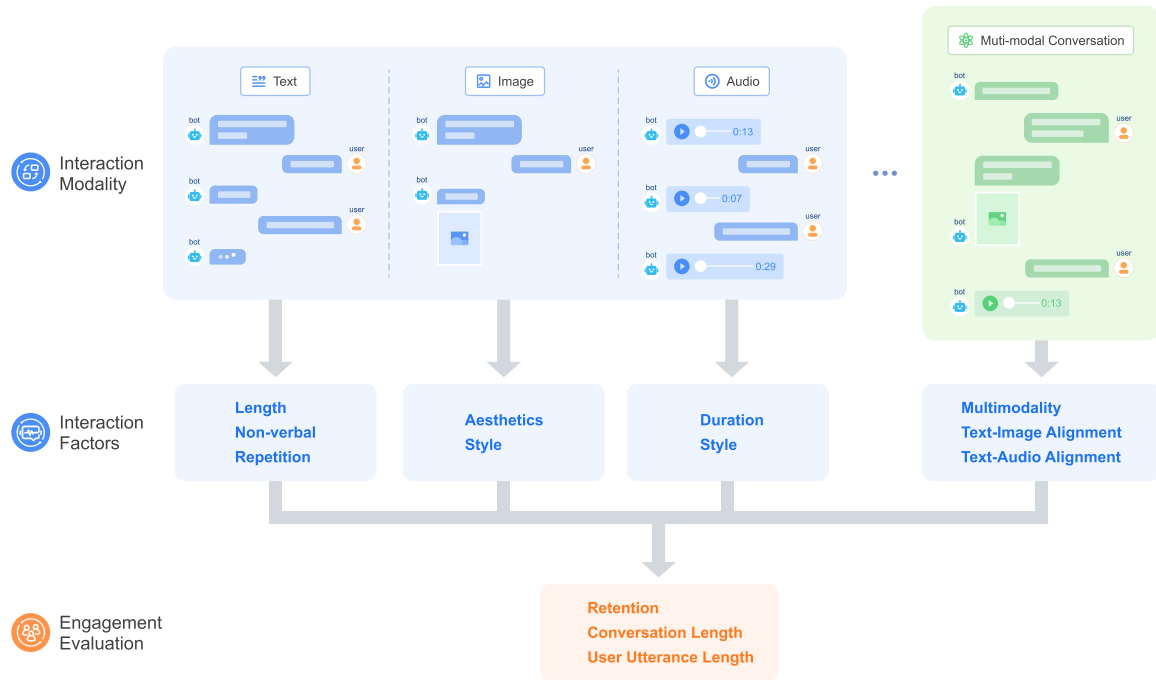 Muti-modal Conversation
Text
Image
Audio
bot
user
bot
user
bot
bot
user
bot
bot
0:13
user
bot
0:07
user
bot
0:29
bot
user
bot
user
bot
0:13
Interaction
Modality
Interaction
Factors
Length
Non-verbal
Repetition
Aesthetics
Style
Duration
Style
Multimodality
Text-Image Alignment
Text-Audio Alignment
Engagement
Evaluation
Retention
Conversation Length
User Utterance Length